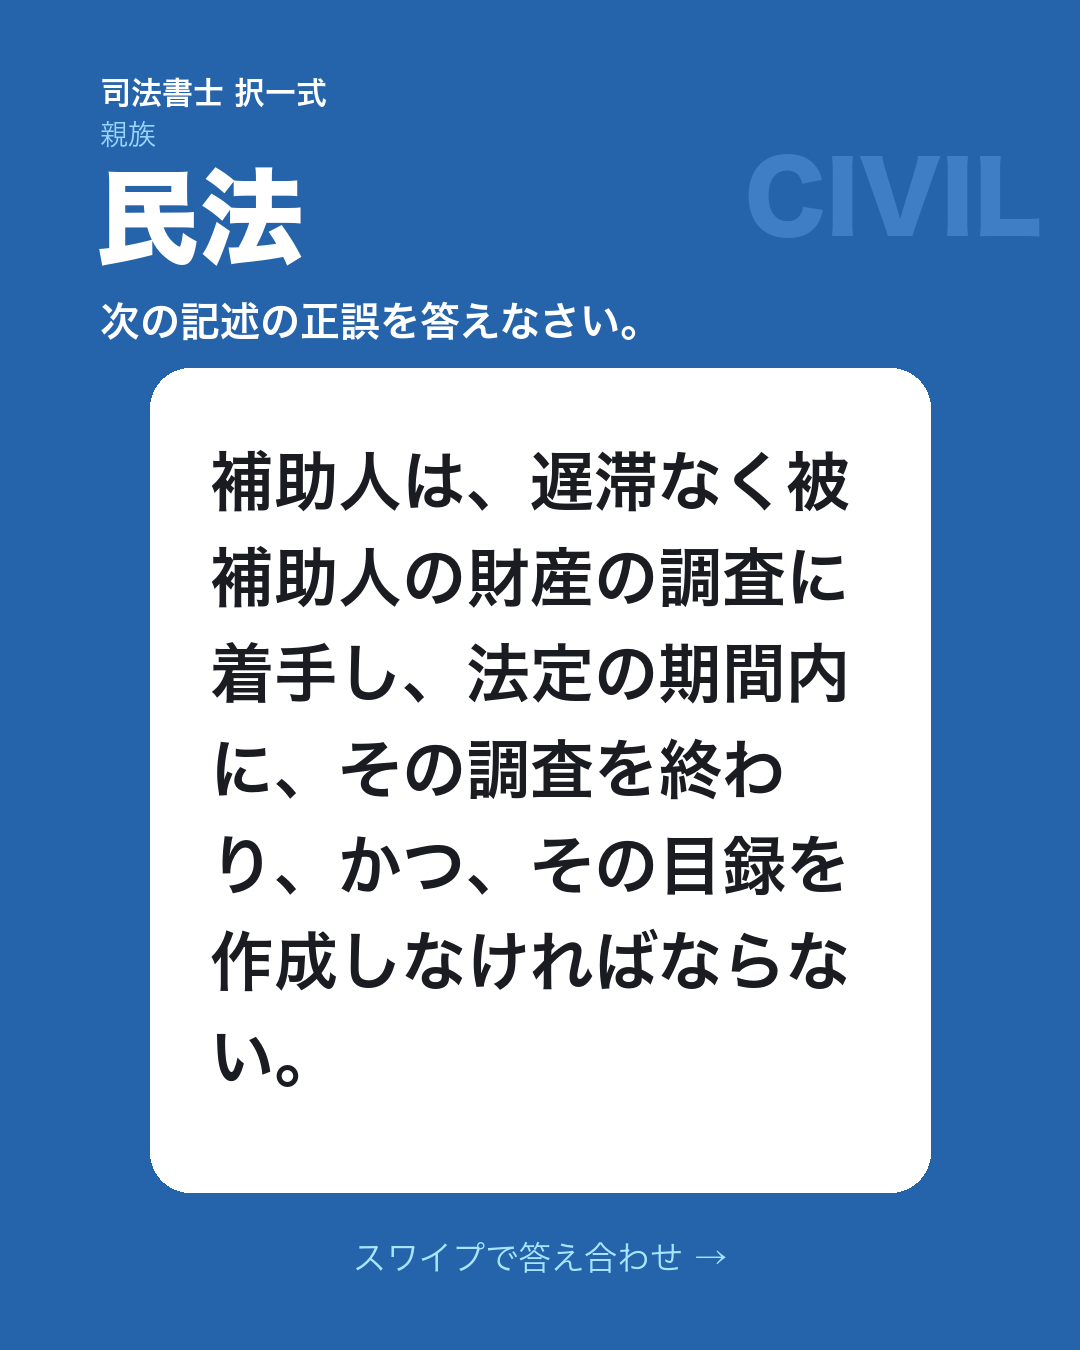 司法書士 択一式
親族
民法
CIVIL
次の記述の正誤を答えなさい。
補助人は、遅滞なく被
補助人の財産の調査に
着手し、法定の期間内
に、その調査を終わ
り、かつ、その目録を
作成しなければならな
い。
スワイプで答え合わせ →